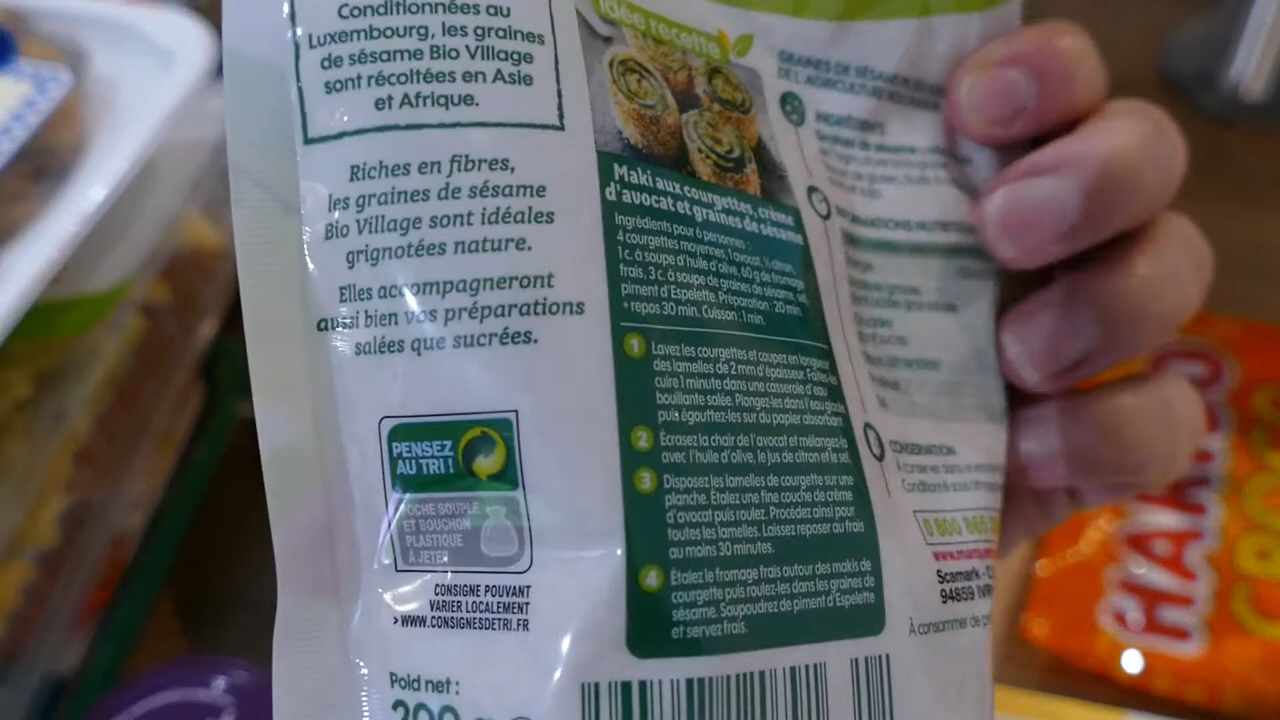 Conditionnées au
Luxembourg, les graines
de sésame Bio Village
sont récoltées en Asie
et Afrique.
Riches en fibres,
les graines de sésame
Bio Village sont idéales
grignotées nature.
Elles accompagneront
aussi bien vos préparations
salées que sucrées.
PENSEZ
AU TRI !
POCHE SOUPLE
ET BOUCHON
PLASTIQUE
À JETER
CONSIGNE POUVANT
VARIER LOCALEMENT
> WWW.CONSIGNESDETRI.FR
Poid net :
200 g
Idée recette
Maki aux courgettes, crème
d'avocat et graines de sésame
Ingrédients pour 6 personnes :
4 courgettes moyennes, 1 avocat, ½ citron,
1 c. à soupe d'huile d'olive, 60 g de fromage
frais, 3 c. à soupe de graines de sésame, sel,
piment d'Espelette. Préparation : 20 min
+ repos 30 min. Cuisson : 1 min.
1 Lavez les courgettes et coupez en longueur
des lamelles de 2 mm d'épaisseur. Faites-les
cuire 1 minute dans une casserole d'eau
bouillante salée. Plongez-les dans l'eau glacée
puis égouttez-les sur du papier absorbant.
2 Écrasez la chair de l'avocat et mélangez-la
avec l'huile d'olive, le jus de citron et le sel.
3 Disposez les lamelles de courgette sur une
planche. Étalez une fine couche de crème
d'avocat puis roulez. Procédez ainsi pour
toutes les lamelles. Laissez reposer au frais
au moins 30 minutes.
4 Étalez le fromage frais autour des makis de
courgette puis roulez-les dans les graines de
sésame. Saupoudrez de piment d'Espelette
et servez frais.
GRAINES DE SÉSAME
DE L'AGRICULTURE
INGRÉDIENTS
CONSERVATION
0 800 865
www.marq
Scamark - C
94859 IVR
À consommer de pr
HARIBO
CROCO